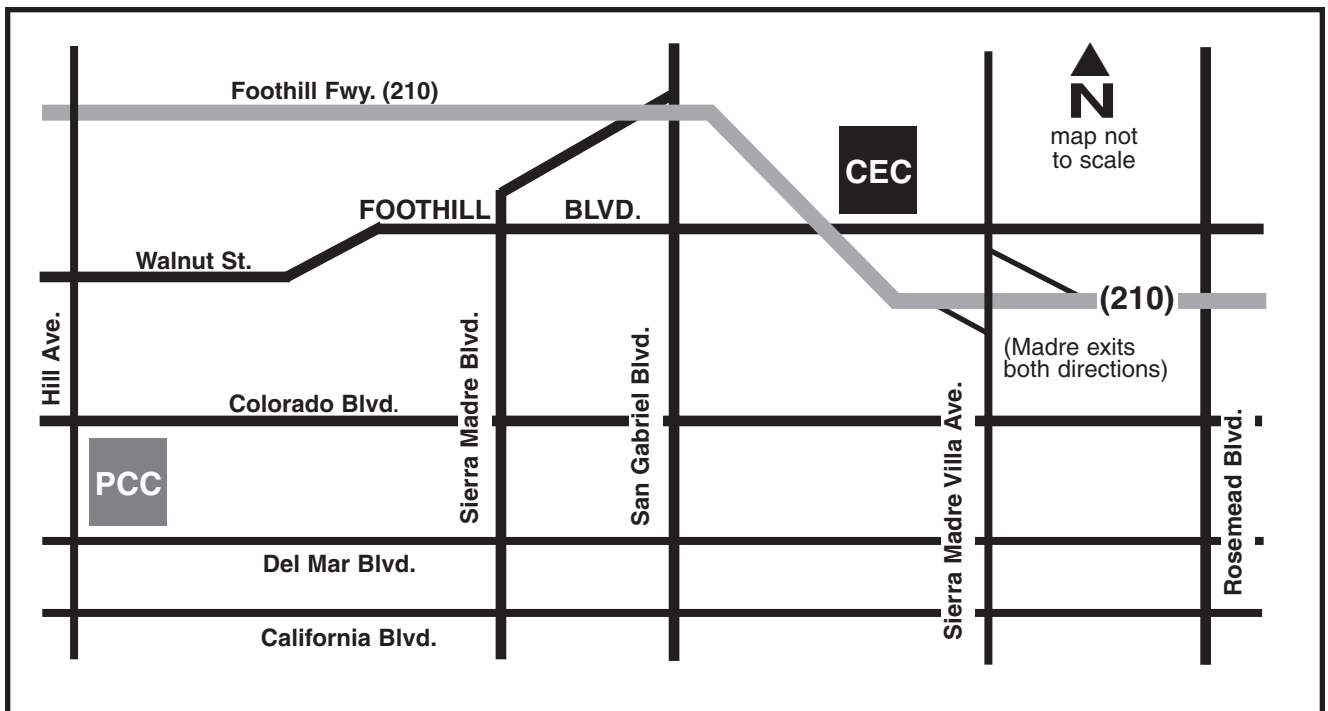 Foothill Fwy. (210)
N
map not
to scale
CEC
FOOTHILL BLVD.
Walnut St.
(210)
(Madre exits
both directions)
Hill Ave.
Sierra Madre Blvd.
San Gabriel Blvd.
Sierra Madre Villa Ave.
Rosemead Blvd.
Colorado Blvd.
PCC
Del Mar Blvd.
California Blvd.